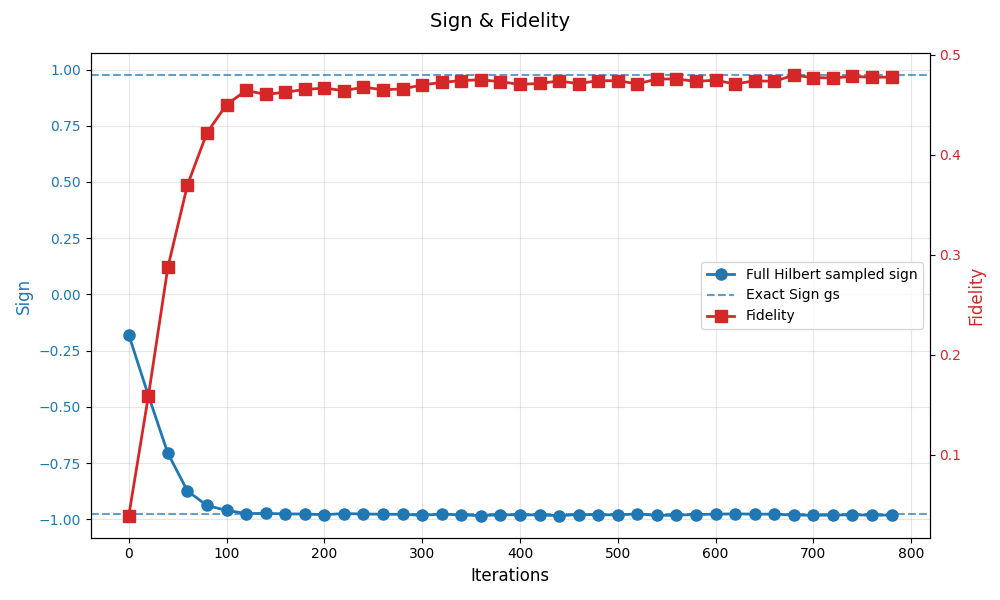 Sign & Fidelity
1.00
0.75
0.50
0.25
0.00
−0.25
−0.50
−0.75
−1.00
Sign
0.5
0.4
0.3
0.2
0.1
Fidelity
Full Hilbert sampled sign
Exact Sign gs
Fidelity
0 100 200 300 400 500 600 700 800
Iterations